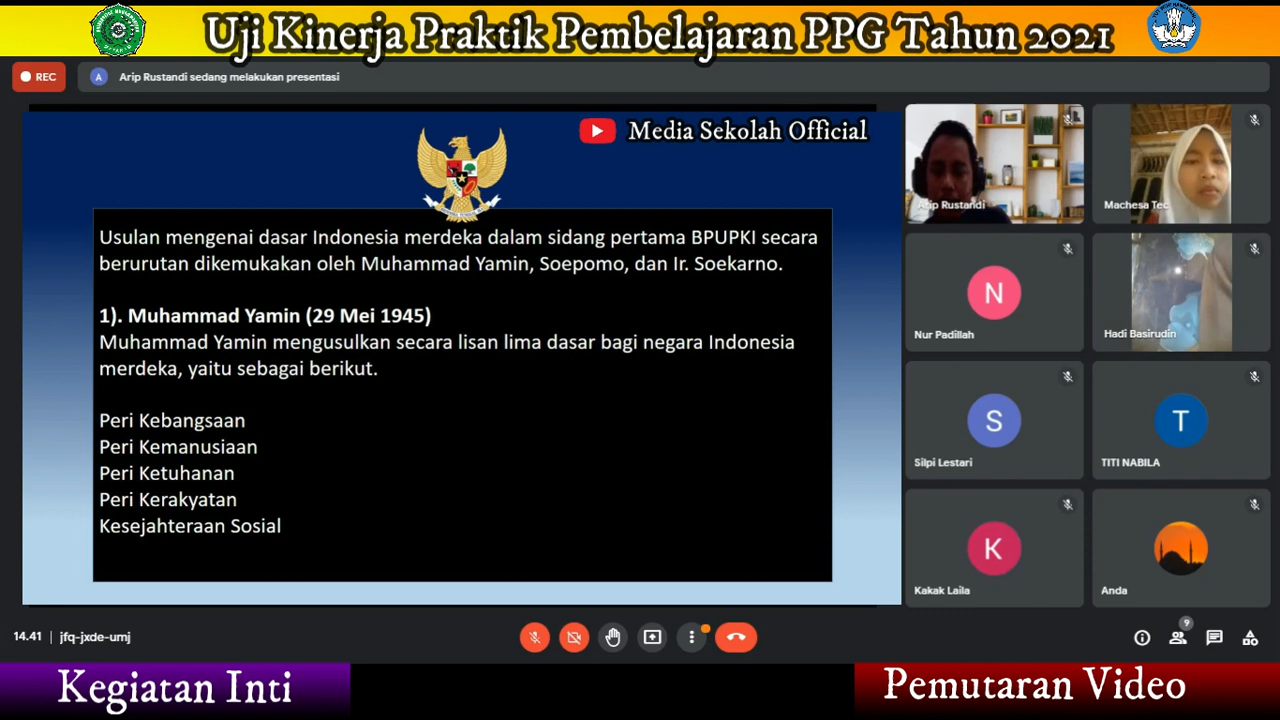 Uji Kinerja Praktik Pembelajaran PPG Tahun 2021
REC
A
Arip Rustandi sedang melakukan presentasi
Media Sekolah Official
Usulan mengenai dasar Indonesia merdeka dalam sidang pertama BPUPKI secara
berurutan dikemukakan oleh Muhammad Yamin, Soepomo, dan Ir. Soekarno.
1). Muhammad Yamin (29 Mei 1945)
Muhammad Yamin mengusulkan secara lisan lima dasar bagi negara Indonesia
merdeka, yaitu sebagai berikut.
Peri Kebangsaan
Peri Kemanusiaan
Peri Ketuhanan
Peri Kerakyatan
Kesejahteraan Sosial
Arip Rustandi
Machesa Tec
N
Nur Padillah
Hadi Basirudin
S
Silpi Lestari
T
TITI NABILA
K
Kakak Laila
Anda
14.41 | jfq-jxde-umj
9
Kegiatan Inti
Pemutaran Video